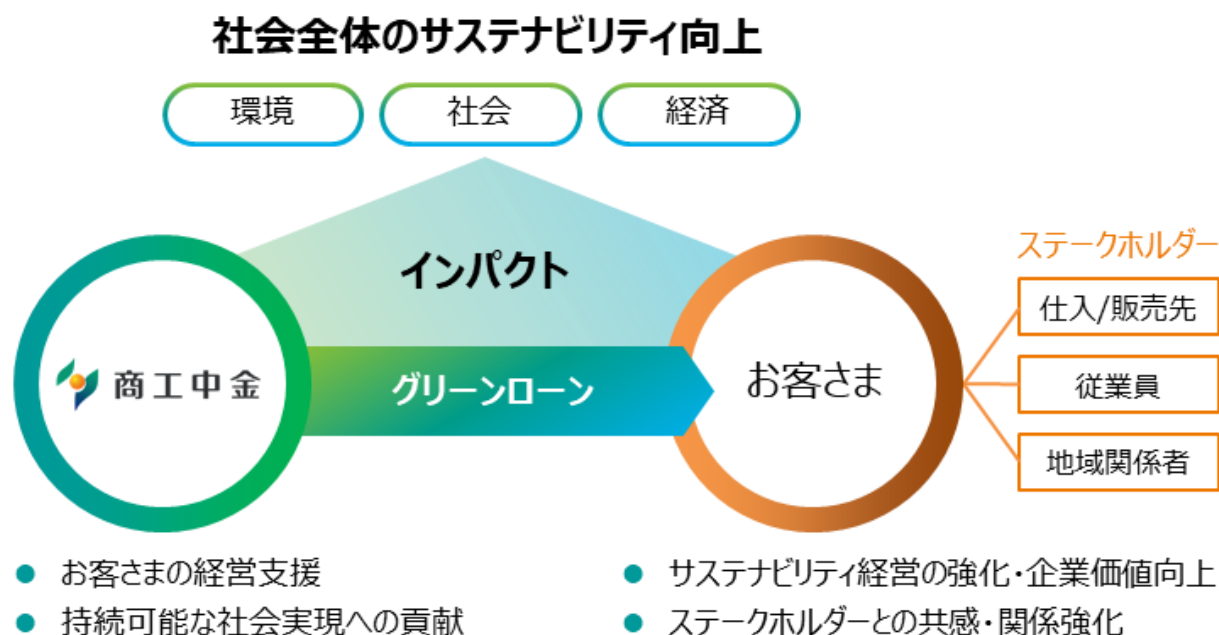 社会全体のサステナビリティ向上
環境
社会
経済
インパクト
商工中金
グリーンローン
お客さま
ステークホルダー
仕入/販売先
従業員
地域関係者
● お客さまの経営支援
● 持続可能な社会実現への貢献
● サステナビリティ経営の強化・企業価値向上
● ステークホルダーとの共感・関係強化